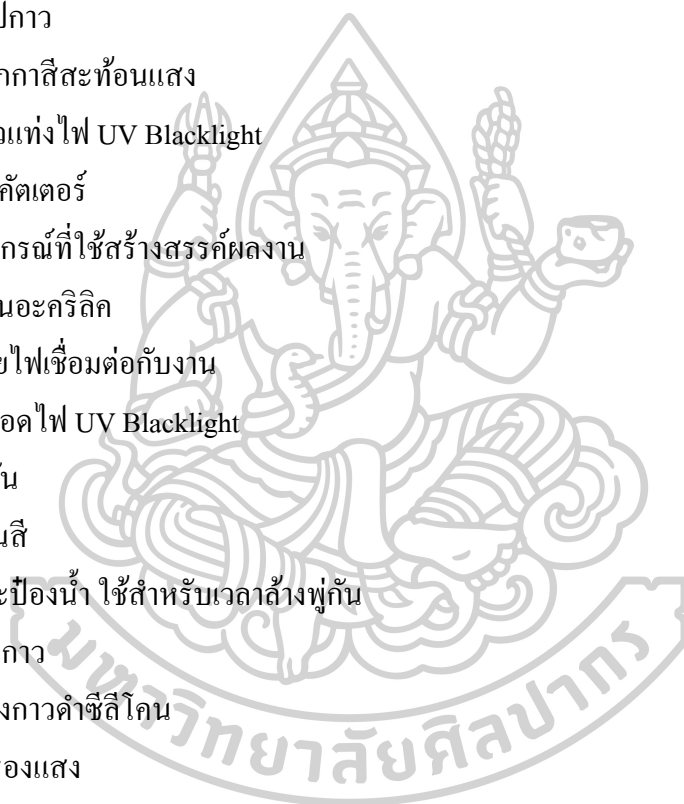 ปกาว
กกาสีสะท้อนแสง
วแท่งไฟ UV Blacklight
คัตเตอร์
กรณ์ที่ใช้สร้างสรรค์ผลงาน
นอะคริลิค
ยไฟเชื่อมต่อกับงาน
อดไฟ UV Blacklight
ัน
นสี
ะป๋องน้ำ ใช้สำหรับเวลาล้างพู่กัน
กาว
งกาวดำซีลีโคน
องแสง
มหาวิทยาลัยศิลปากร